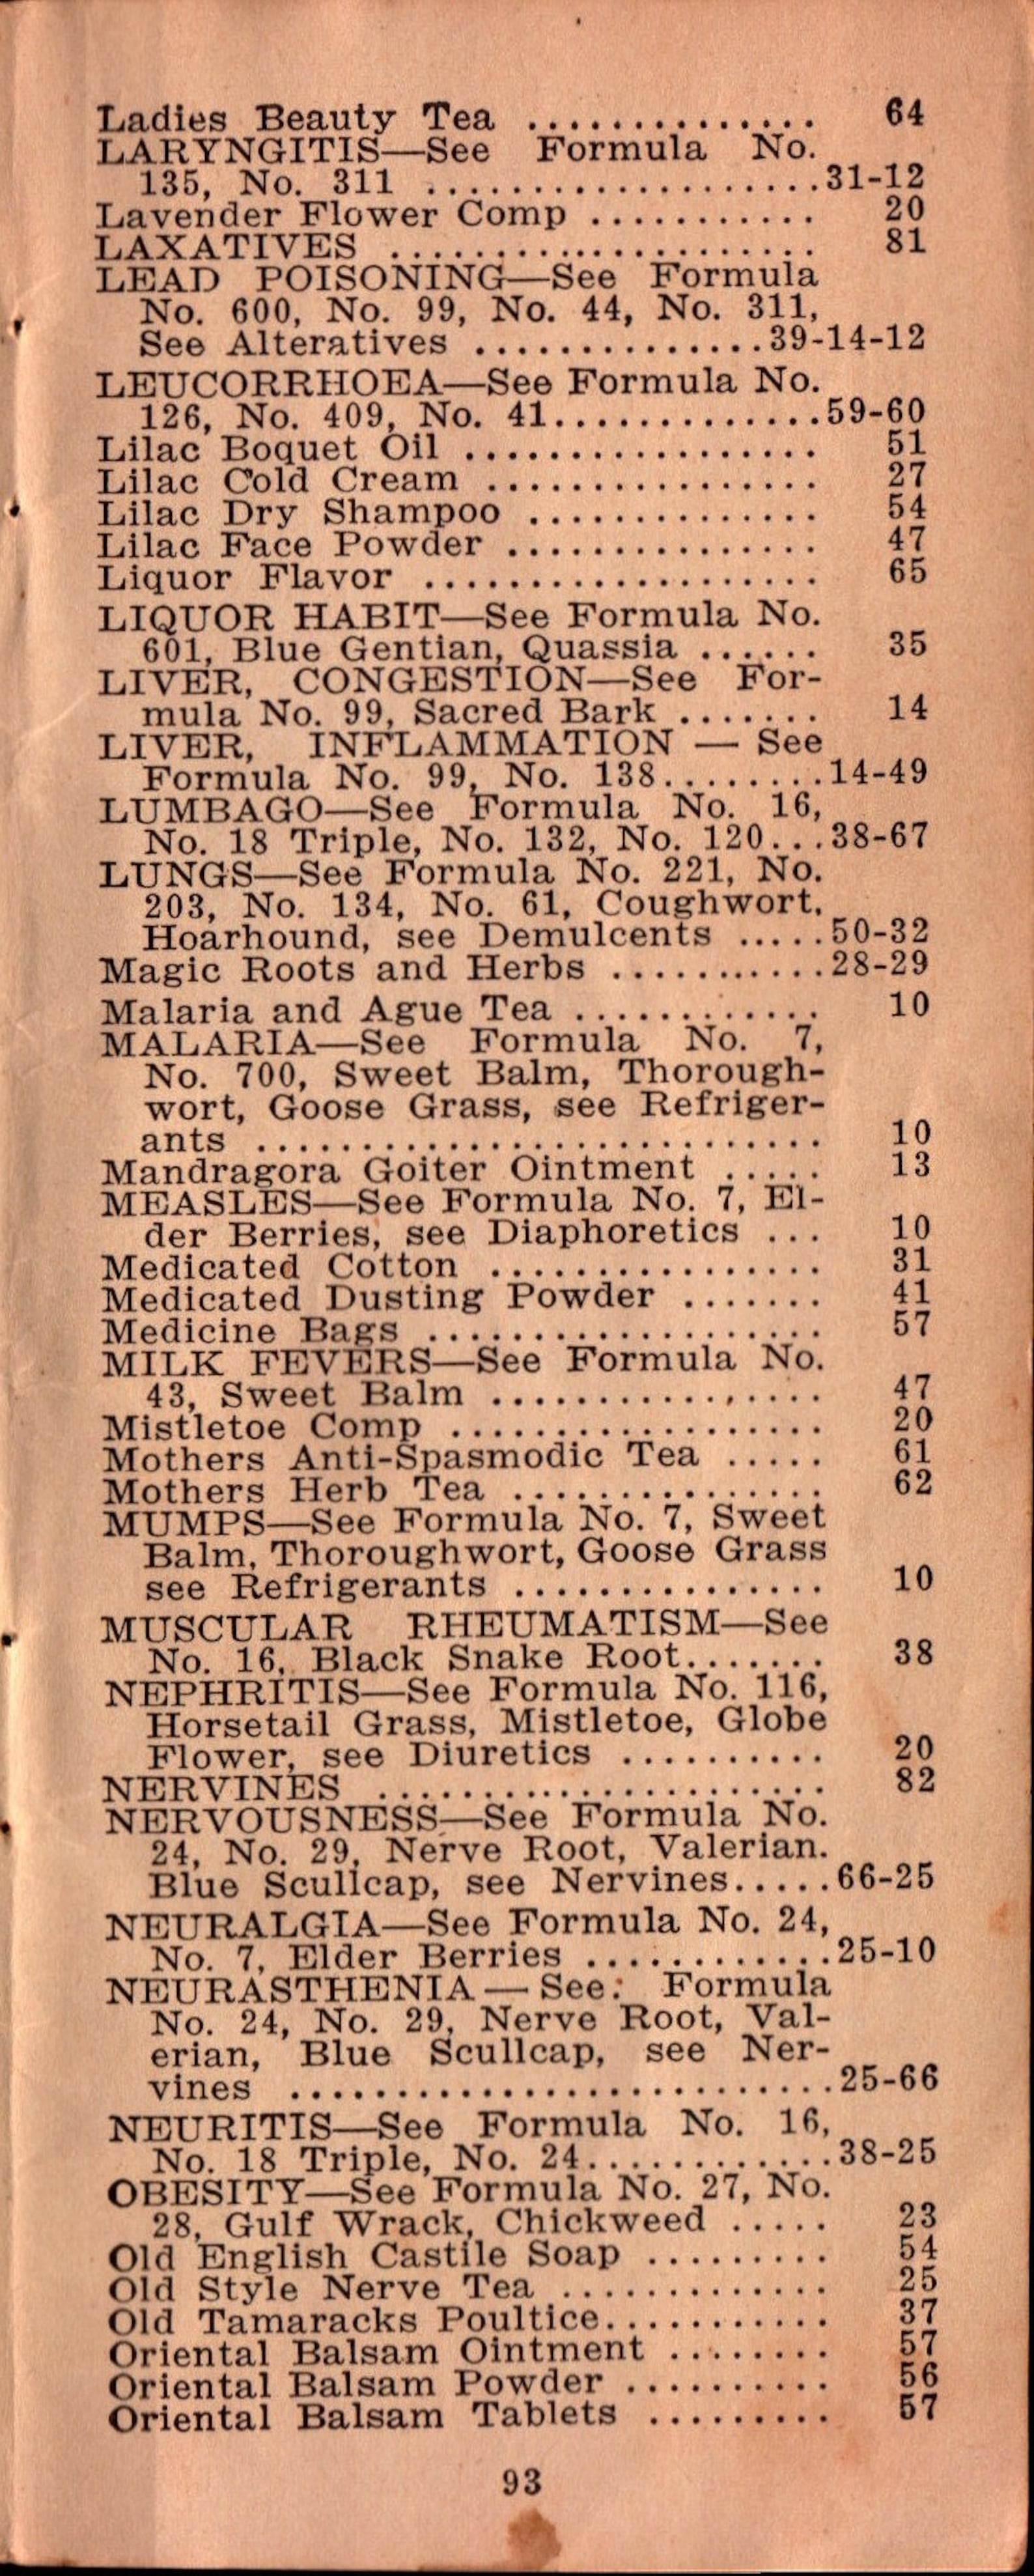 Ladies Beauty Tea .............. 64
LARYNGITIS—See Formula No.
135, No. 311 ...................31-12
Lavender Flower Comp ........... 20
LAXATIVES ..................... 81
LEAD POISONING—See Formula
No. 600, No. 99, No. 44, No. 311,
See Alteratives ..............39-14-12
LEUCORRHOEA—See Formula No.
126, No. 409, No. 41.............59-60
Lilac Boquet Oil ................. 51
Lilac Cold Cream ................ 27
Lilac Dry Shampoo .............. 54
Lilac Face Powder ............... 47
Liquor Flavor ................... 65
LIQUOR HABIT—See Formula No.
601, Blue Gentian, Quassia ...... 35
LIVER, CONGESTION—See For-
mula No. 99, Sacred Bark ....... 14
LIVER, INFLAMMATION — See
Formula No. 99, No. 138........14-49
LUMBAGO—See Formula No. 16,
No. 18 Triple, No. 132, No. 120...38-67
LUNGS—See Formula No. 221, No.
203, No. 134, No. 61, Coughwort,
Hoarhound, see Demulcents .....50-32
Magic Roots and Herbs ...........28-29
Malaria and Ague Tea ............ 10
MALARIA—See Formula No. 7,
No. 700, Sweet Balm, Thorough-
wort, Goose Grass, see Refriger-
ants ........................... 10
Mandragora Goiter Ointment ..... 13
MEASLES—See Formula No. 7, El-
der Berries, see Diaphoretics ... 10
Medicated Cotton ................ 31
Medicated Dusting Powder ....... 41
Medicine Bags ................... 57
MILK FEVERS—See Formula No.
43, Sweet Balm ................ 47
Mistletoe Comp .................. 20
Mothers Anti-Spasmodic Tea ..... 61
Mothers Herb Tea ............... 62
MUMPS—See Formula No. 7, Sweet
Balm, Thoroughwort, Goose Grass
see Refrigerants ............... 10
MUSCULAR RHEUMATISM—See
No. 16, Black Snake Root....... 38
NEPHRITIS—See Formula No. 116,
Horsetail Grass, Mistletoe, Globe
Flower, see Diuretics .......... 20
NERVINES ...................... 82
NERVOUSNESS—See Formula No.
24, No. 29, Nerve Root, Valerian.
Blue Scullcap, see Nervines.....66-25
NEURALGIA—See Formula No. 24,
No. 7, Elder Berries ............25-10
NEURASTHENIA — See: Formula
No. 24, No. 29, Nerve Root, Val-
erian, Blue Scullcap, see Ner-
vines ..........................25-66
NEURITIS—See Formula No. 16,
No. 18 Triple, No. 24............38-25
OBESITY—See Formula No. 27, No.
28, Gulf Wrack, Chickweed ..... 23
Old English Castile Soap ......... 54
Old Style Nerve Tea ............. 25
Old Tamaracks Poultice........... 37
Oriental Balsam Ointment ........ 57
Oriental Balsam Powder .......... 56
Oriental Balsam Tablets ......... 57
93